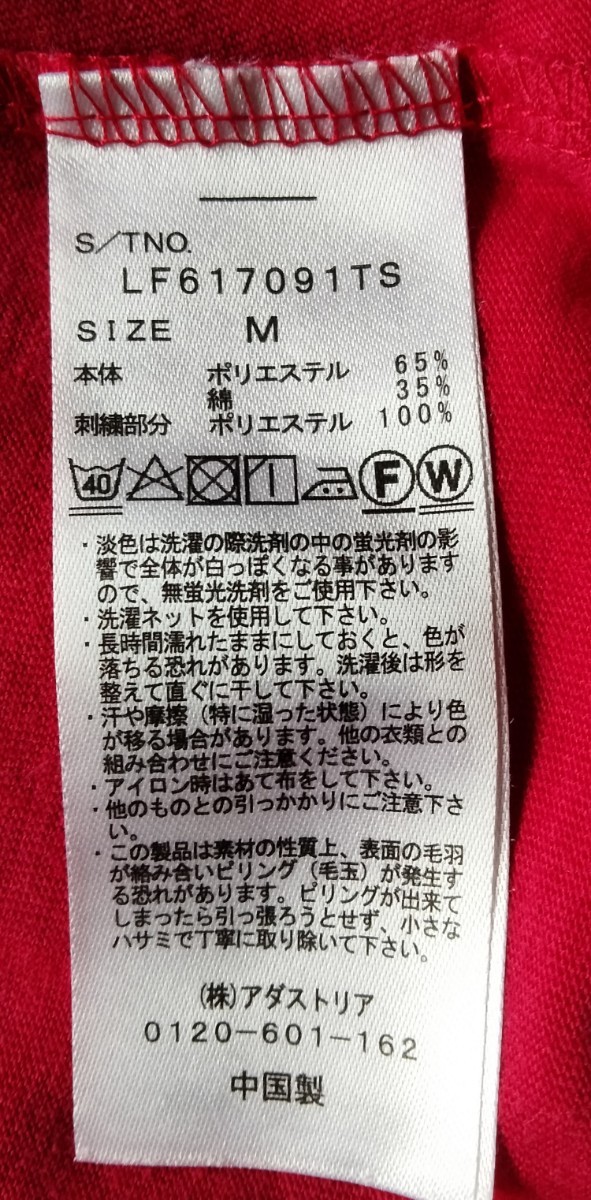 S/TNO.
LF617091TS
SIZE M
本体 ポリエステル 65%
綿 35%
刺繍部分 ポリエステル 100%
40 F W
・淡色は洗濯の際洗剤の中の蛍光剤の影
響で全体が白っぽくなる事があります
ので、無蛍光洗剤をご使用下さい。
・洗濯ネットを使用して下さい。
・長時間濡れたままにしておくと、色が
落ちる恐れがあります。洗濯後は形を
整えて直ぐに干して下さい。
・汗や摩擦（特に湿った状態）により色
が移る場合があります。他の衣類との
組み合わせにご注意ください。
・アイロン時はあて布をして下さい。
・他のものとの引っかかりにご注意下さ
い。
・この製品は素材の性質上、表面の毛羽
が絡み合いピリング（毛玉）が発生す
る恐れがあります。ピリングが出来て
しまったら引っ張ろうとせず、小さな
ハサミで丁寧に取り除いて下さい。
（株）アダストリア
0120-601-162
中国製